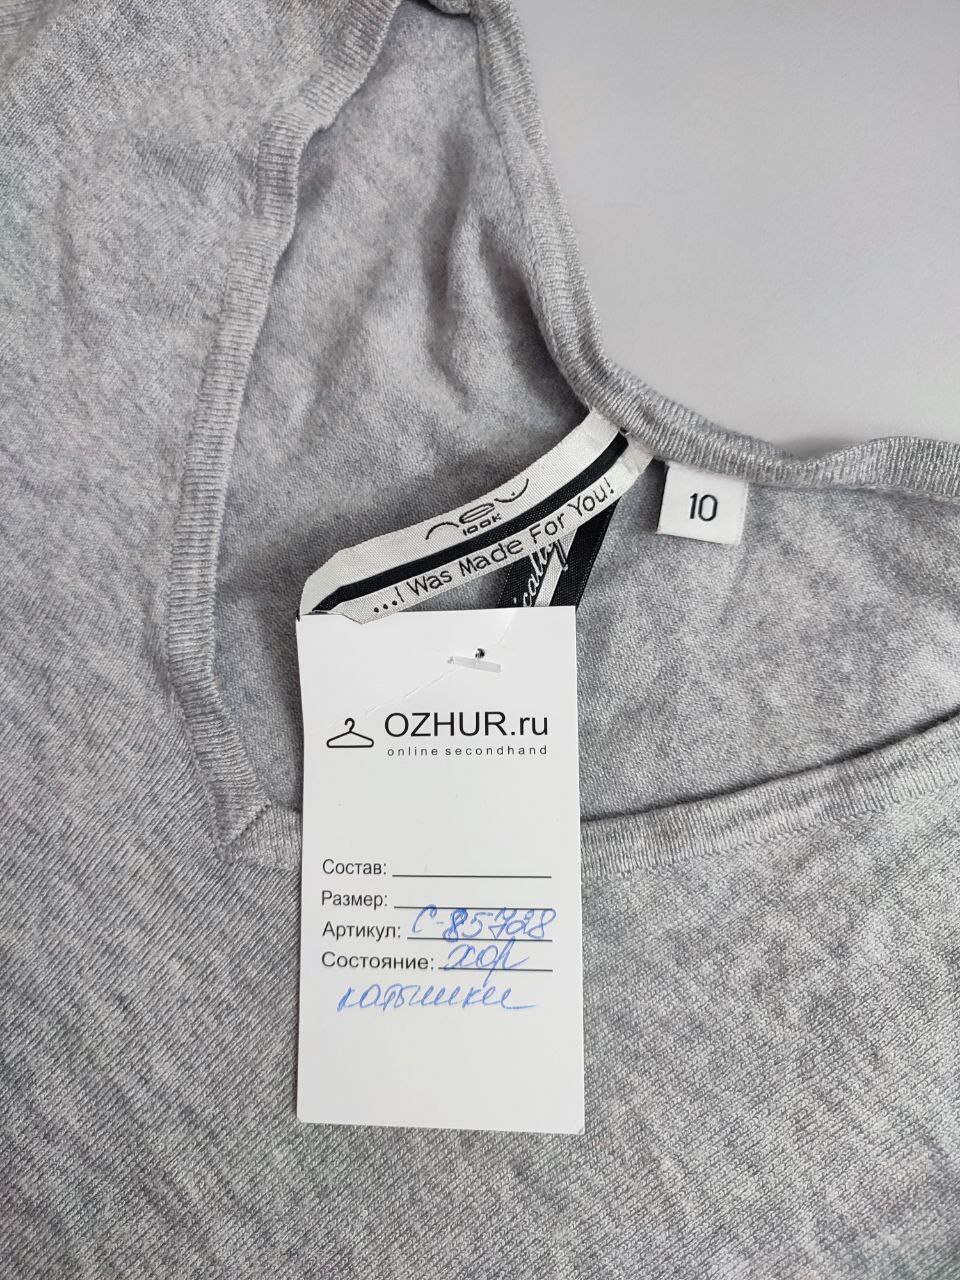 new
look
...I Was Made For You!
10
OZHUR.ru
online secondhand
Состав:
Размер:
Артикул: С-85728
Состояние: хор
катышки